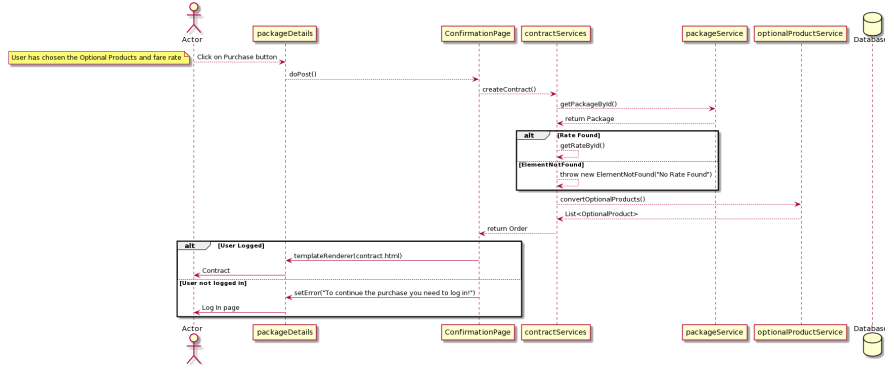 Actor
packageDetails
ConfirmationPage
contractServices
packageService
optionalProductService
Database
User has chosen the Optional Products and fare rate
Click on Purchase button
doPost()
createContract()
getPackageById()
return Package
alt [Rate Found]
getRateById()
[ElementNotFound]
throw new ElementNotFound("No Rate Found")
convertOptionalProducts()
List<OptionalProduct>
return Order
alt [User Logged]
templateRenderer(contract.html)
Contract
[User not logged in]
setError("To continue the purchase you need to log in!")
Log In page
Actor
packageDetails
ConfirmationPage
contractServices
packageService
optionalProductService
Database